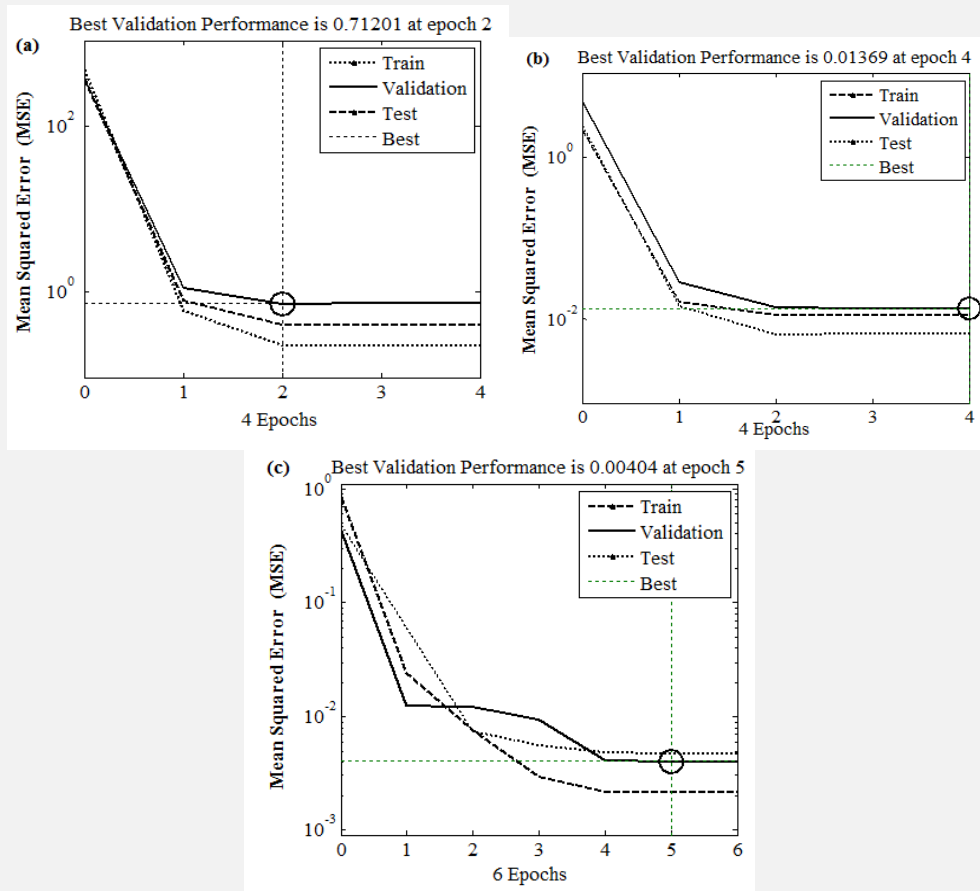 Best Validation Performance is 0.71201 at epoch 2
(a)
Mean Squared Error (MSE)
10^2
10^0
Train
Validation
Test
Best
0 1 2 3 4
4 Epochs
(b) Best Validation Performance is 0.01369 at epoch 4
Mean Squared Error (MSE)
10^0
10^-2
Train
Validation
Test
Best
0 1 2 3 4
4 Epochs
(c) Best Validation Performance is 0.00404 at epoch 5
Mean Squared Error (MSE)
10^0
10^-1
10^-2
10^-3
Train
Validation
Test
Best
0 1 2 3 4 5 6
6 Epochs